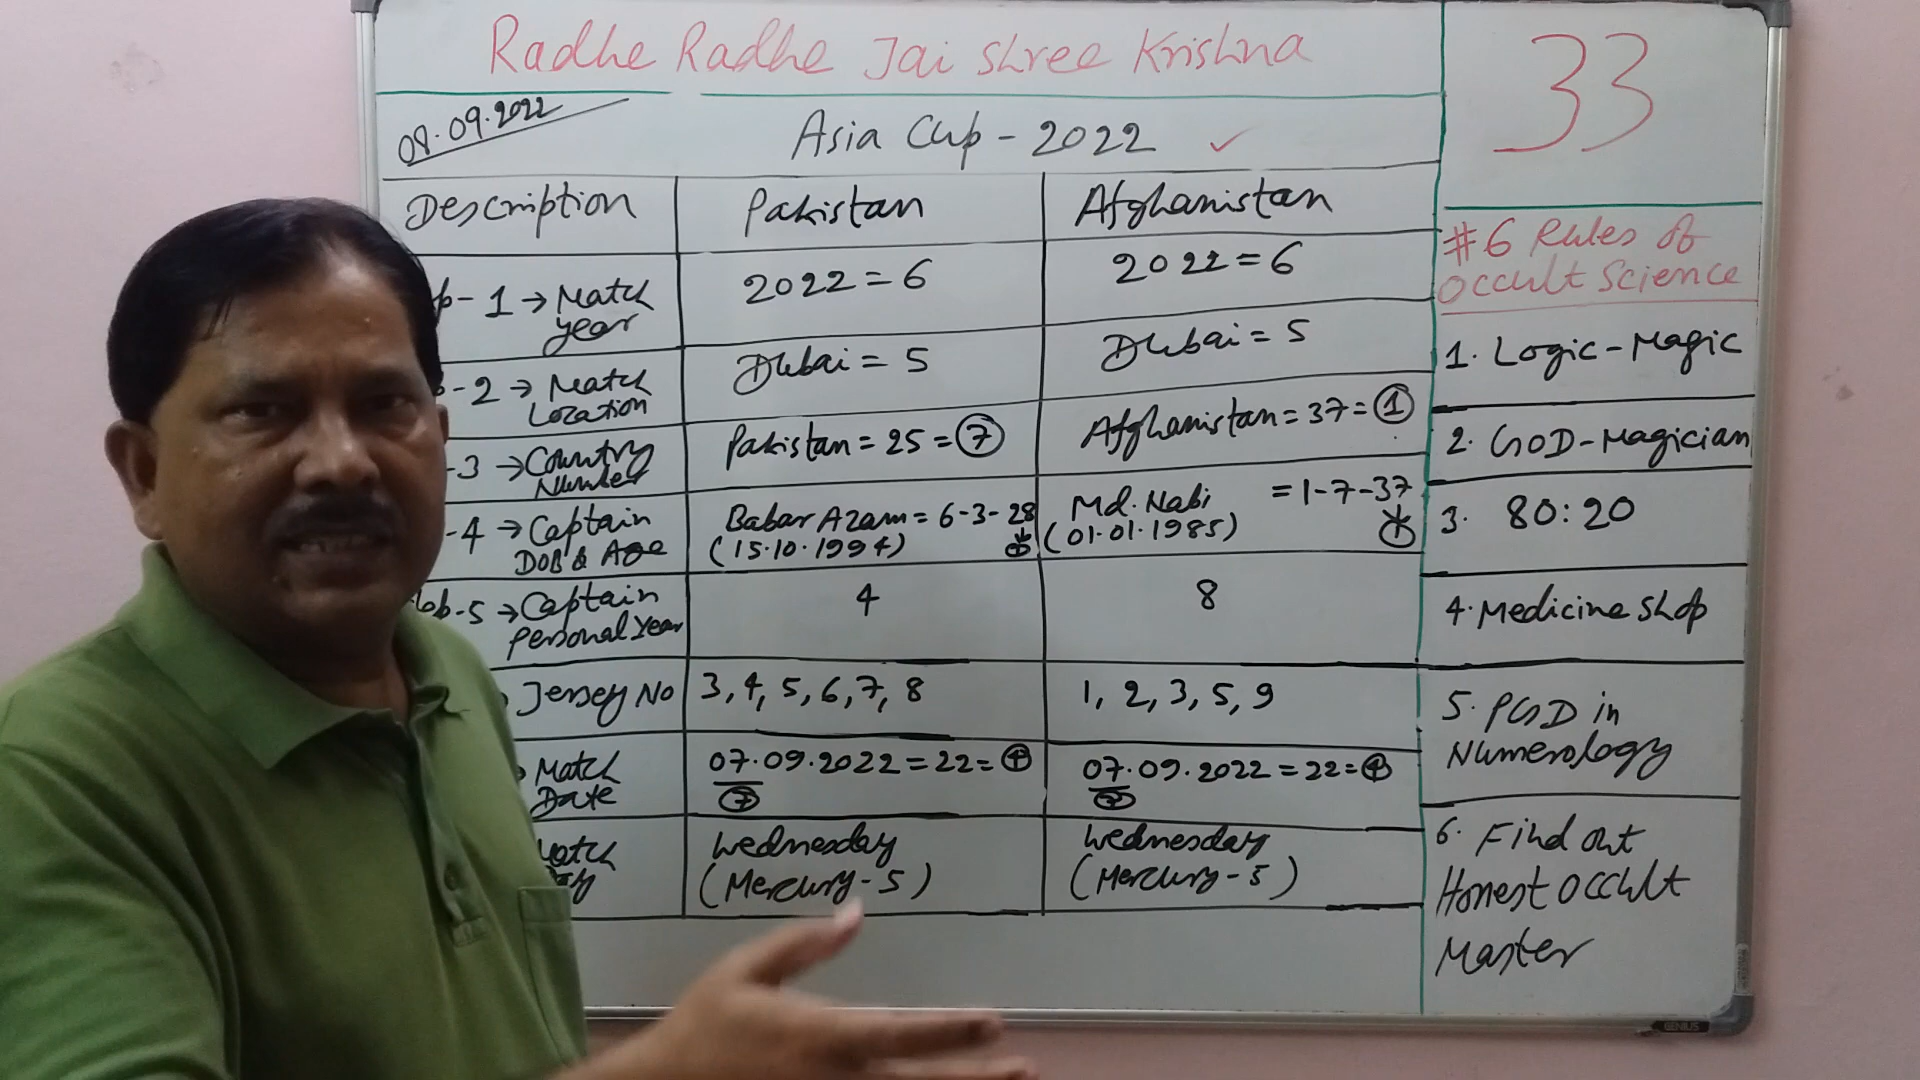 Radhe Radhe Jai Shree Krishna
33
08.09.2022
Asia Cup - 2022 ✓
Description Pakistan Afghanistan
1 → Match year 2022 = 6 2022 = 6
-2 → Match Location Dubai = 5 Dubai = 5
-3 → Country Number Pakistan = 25 = 7 Afghanistan = 37 = 1
-4 → Captain DOB & Age Babar Azam = 6-3-28 Md. Nabi = 1-7-37
(15.10.1994) (01.01.1985)
-5 → Captain Personal Year 4 8
Jersey No 3, 4, 5, 6, 7, 8 1, 2, 3, 5, 9
Match Date 07.09.2022 = 22 = 4 07.09.2022 = 22 = 4
7 7
Wednesday Wednesday
(Mercury - 5) (Mercury - 5)
#6 Rules of
Occult Science
1. Logic - Magic
2. GOD - Magician
3. 80:20
4. Medicine Shop
5. PGD in
Numerology
6. Find out
Honest Occult
Master
GENIUS